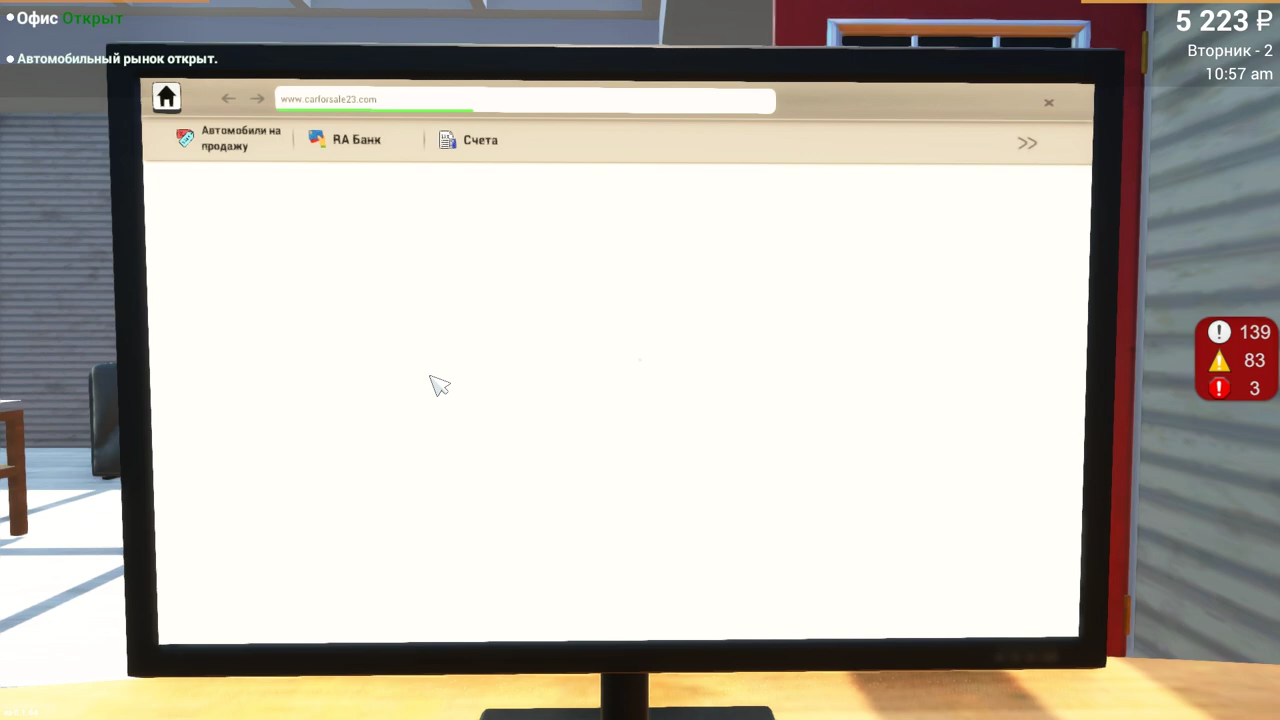 Офис Открыт
Автомобильный рынок открыт.
5 223 ₽
Вторник - 2
10:57 am
www.carforsale23.com
Автомобили на
продажу
RA Банк
Счета
139
83
3